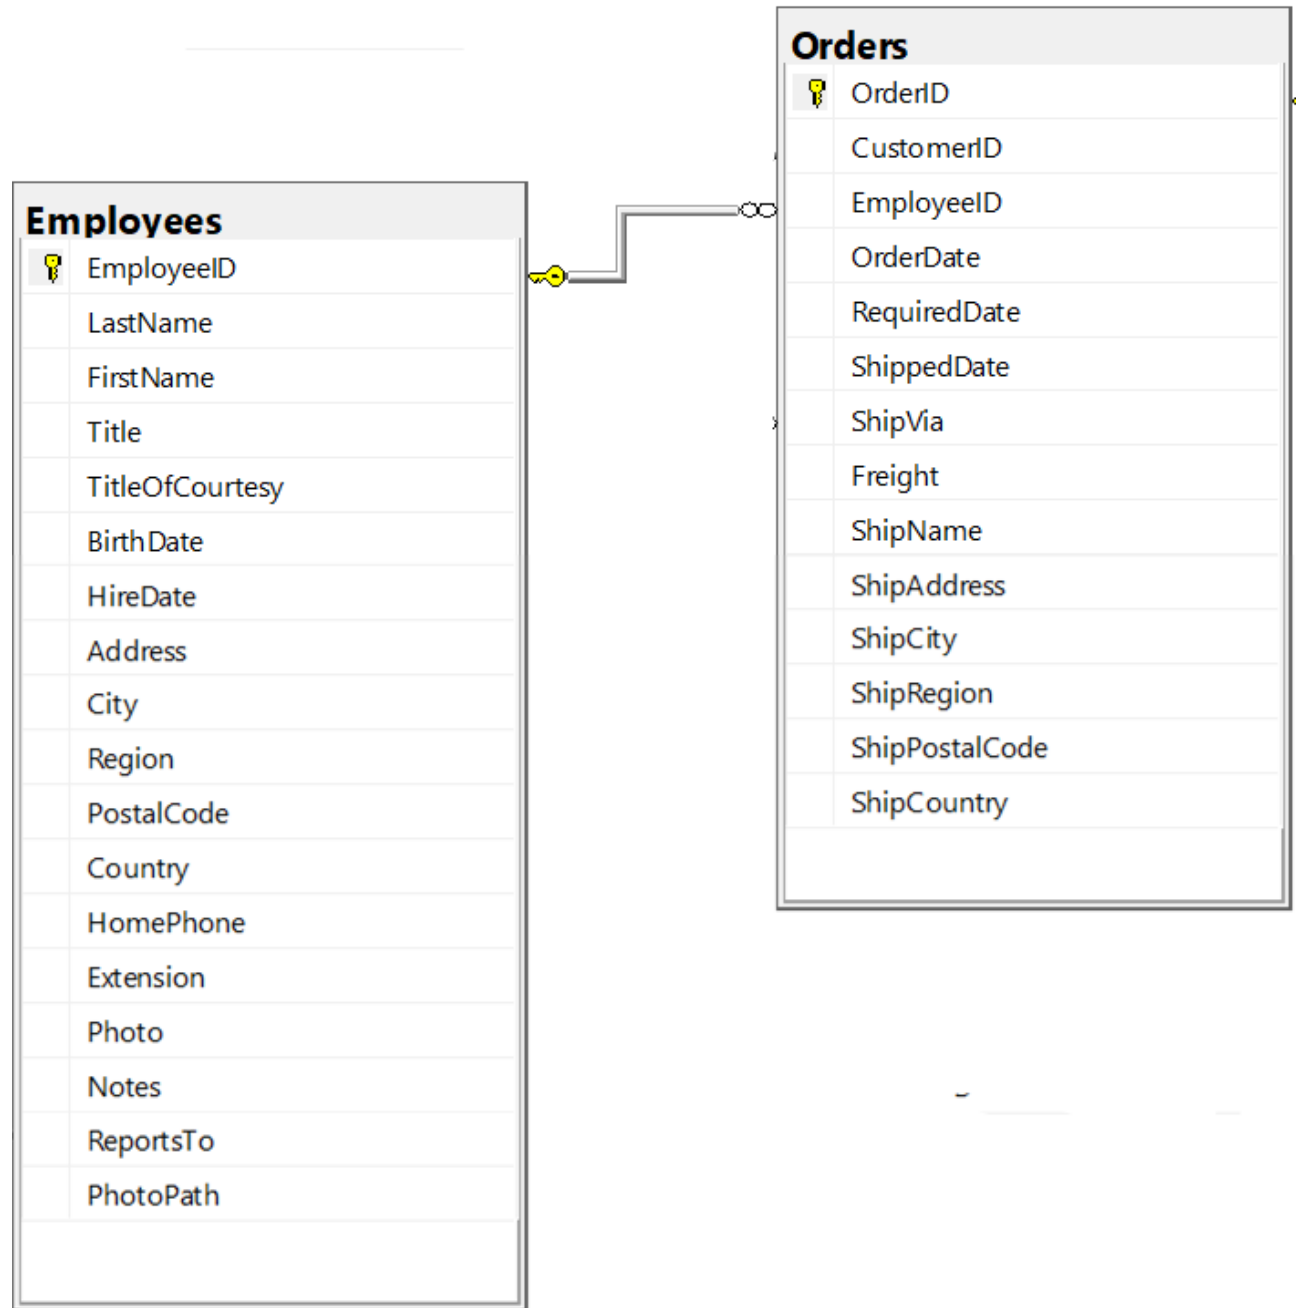 Employees
EmployeeID
LastName
FirstName
Title
TitleOfCourtesy
BirthDate
HireDate
Address
City
Region
PostalCode
Country
HomePhone
Extension
Photo
Notes
ReportsTo
PhotoPath
Orders
OrderID
CustomerID
EmployeeID
OrderDate
RequiredDate
ShippedDate
ShipVia
Freight
ShipName
ShipAddress
ShipCity
ShipRegion
ShipPostalCode
ShipCountry